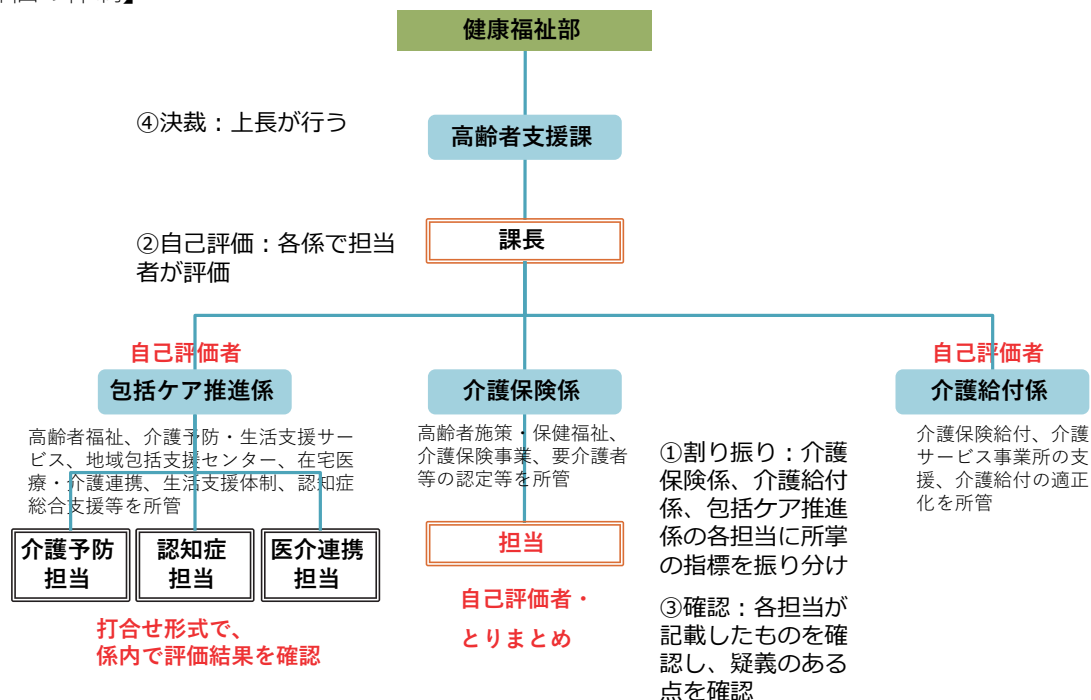 健康福祉部
④決裁：上長が行う
高齢者支援課
②自己評価：各係で担当
者が評価
課長
自己評価者
包括ケア推進係
高齢者福祉、介護予防・生活支援サー
ビス、地域包括支援センター、在宅医
療・介護連携、生活支援体制、認知症
総合支援等を所管
介護予防
担当
認知症
担当
医介連携
担当
打合せ形式で、
係内で評価結果を確認
介護保険係
高齢者施策・保健福祉、
介護保険事業、要介護者
等の認定等を所管
担当
自己評価者・
とりまとめ
①割り振り：介護
保険係、介護給付
係、包括ケア推進
係の各担当に所掌
の指標を振り分け
③確認：各担当が
記載したものを確
認し、疑義のある
点を確認
自己評価者
介護給付係
介護保険給付、介護
サービス事業所の支
援、介護給付の適正
化を所管